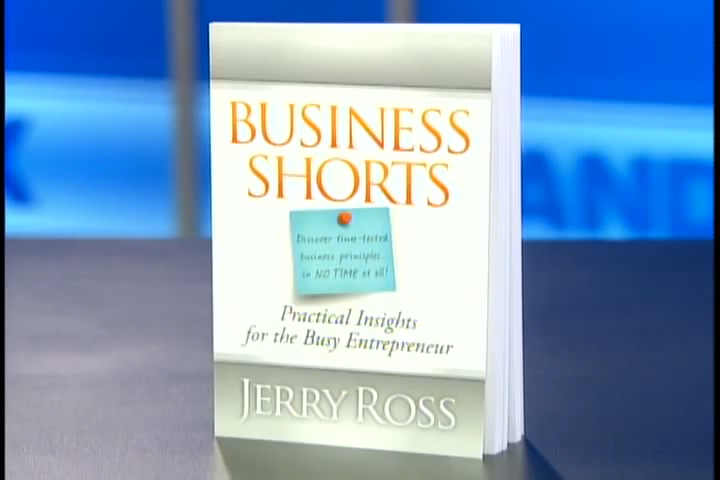 BUSINESS
SHORTS
Discover time-tested
business principles
in NO TIME at all!
Practical Insights
for the Busy Entrepreneur
JERRY ROSS
AND